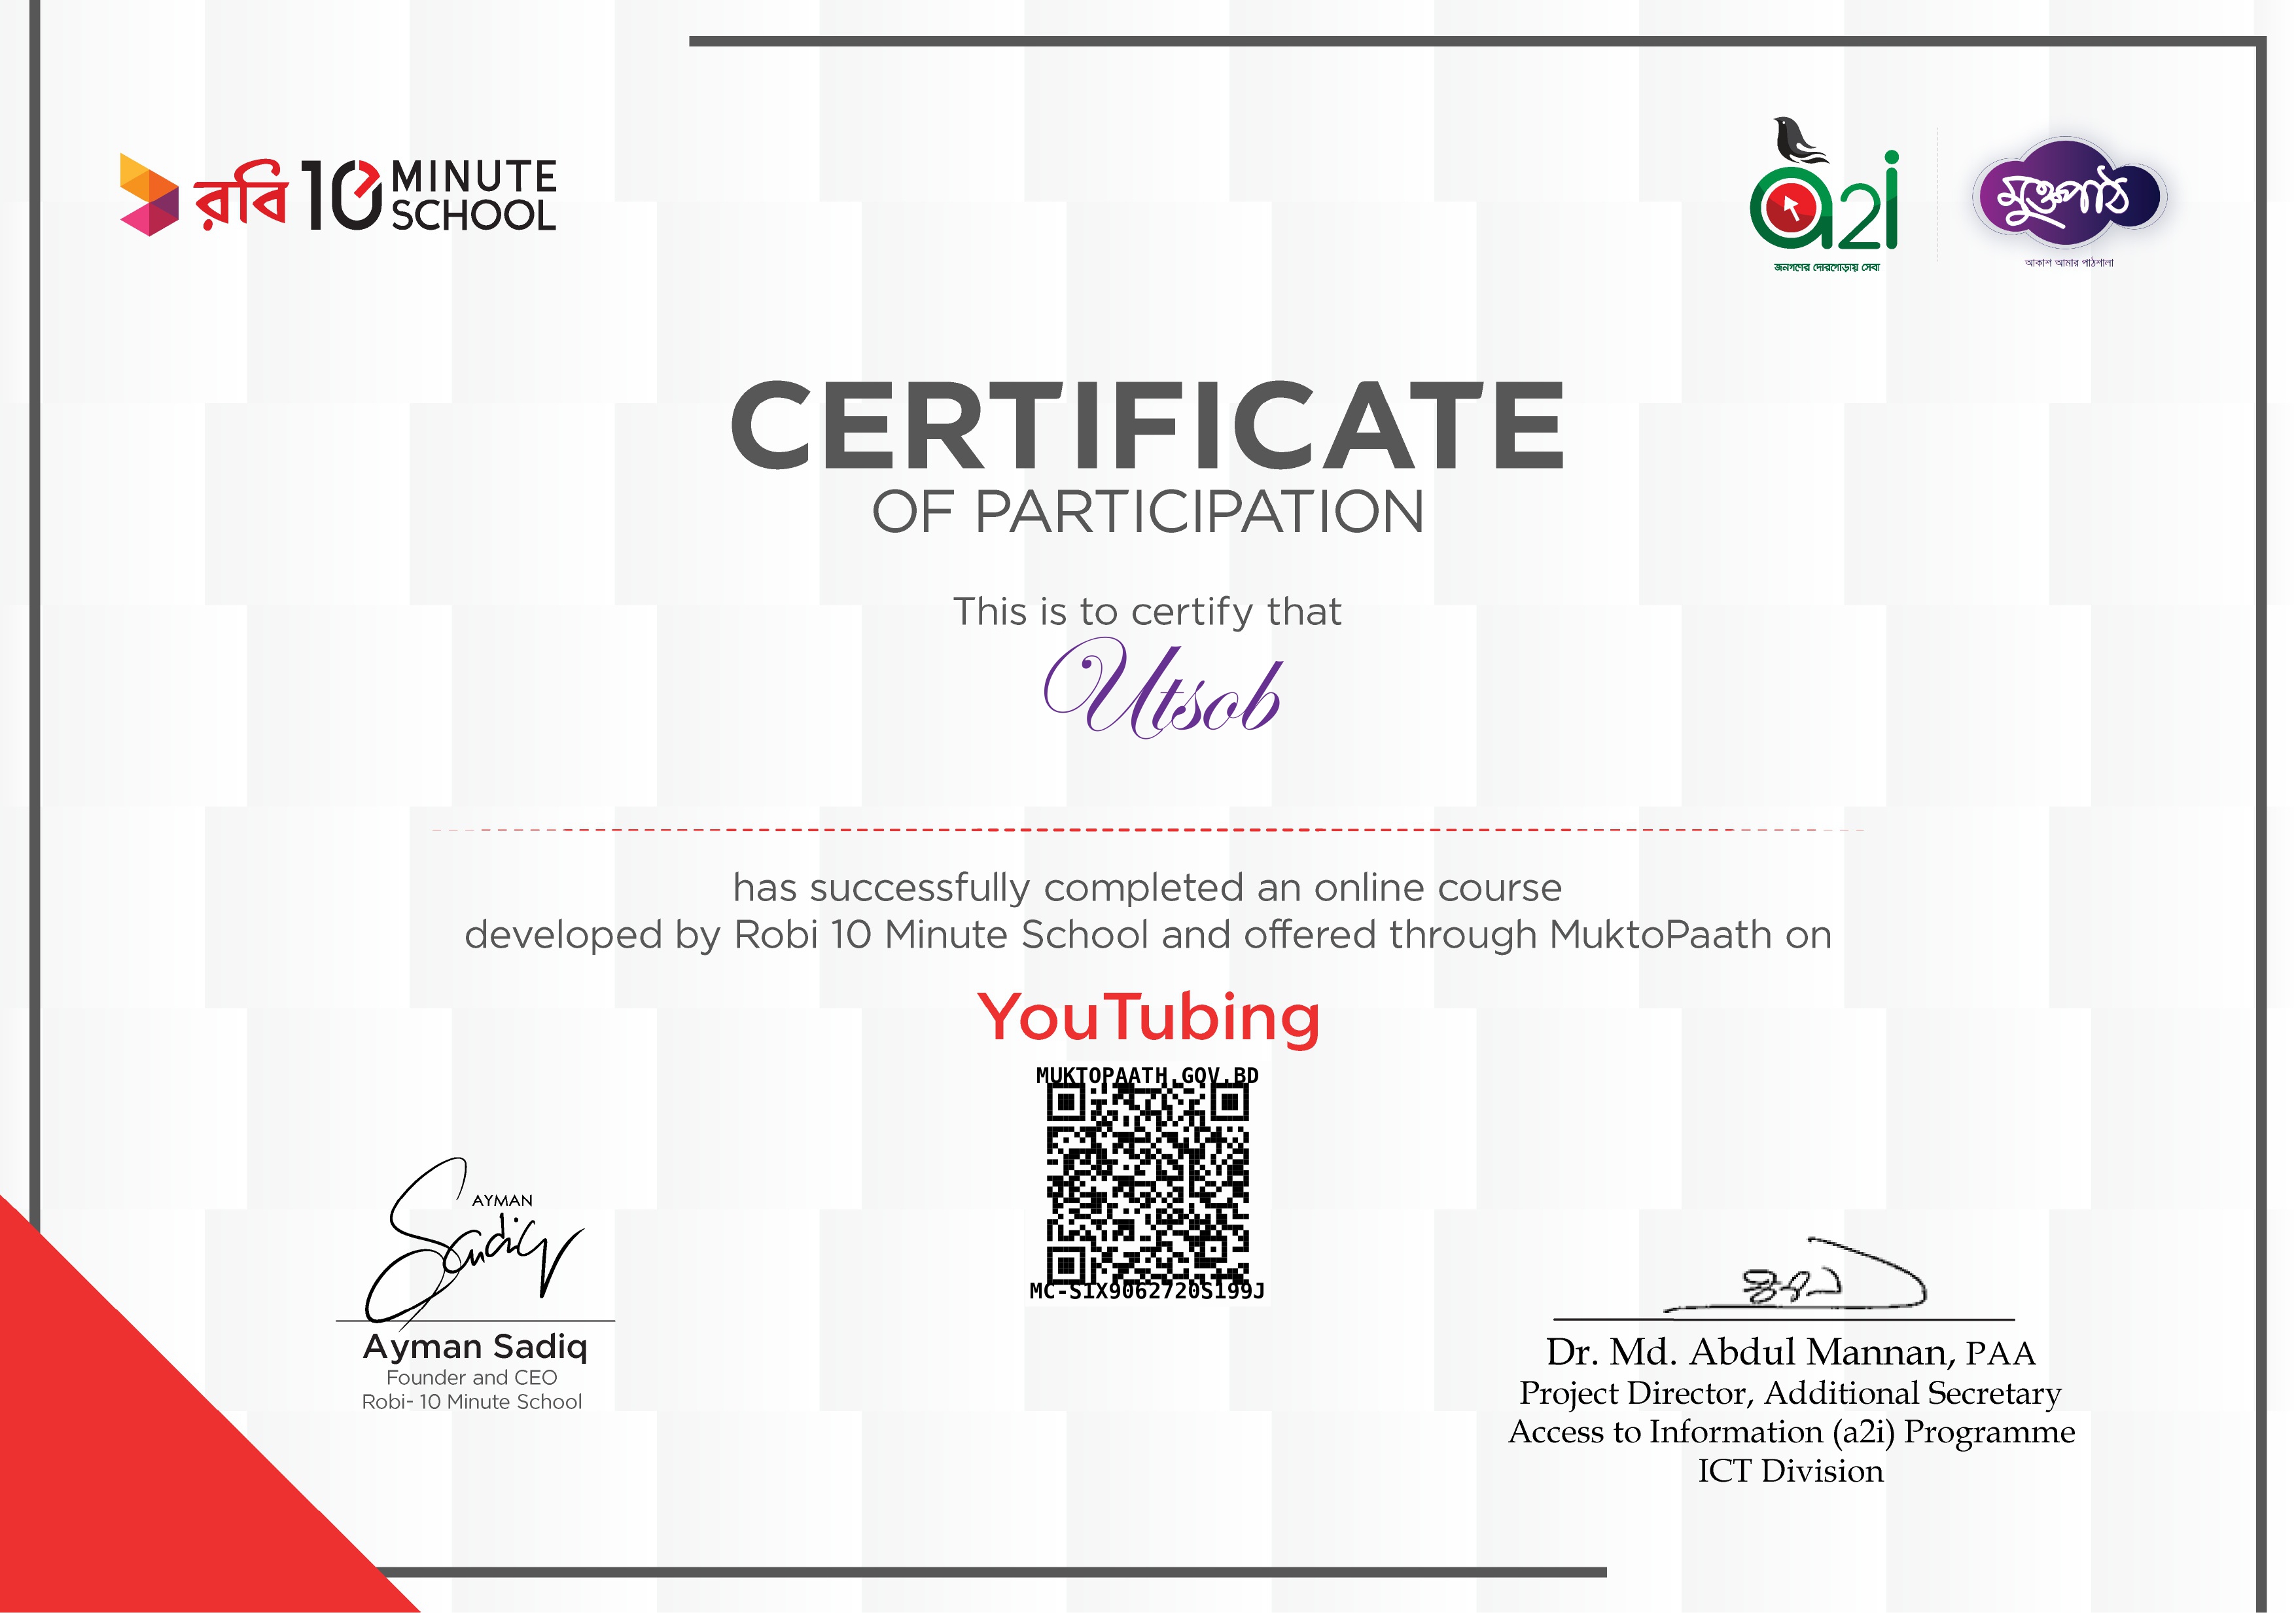 রবি 10 MINUTE SCHOOL
a2i
জনগণের দোরগোড়ায় সেবা
মুক্তপাঠ
আকাশ আমার পাঠশালা
CERTIFICATE
OF PARTICIPATION
This is to certify that
Utsob
has successfully completed an online course
developed by Robi 10 Minute School and offered through MuktoPaath on
YouTubing
MUKTOPAATH.GOV.BD
MC-S1X9062720S199J
AYMAN
Sadiq
Ayman Sadiq
Founder and CEO
Robi- 10 Minute School
Dr. Md. Abdul Mannan, PAA
Project Director, Additional Secretary
Access to Information (a2i) Programme
ICT Division